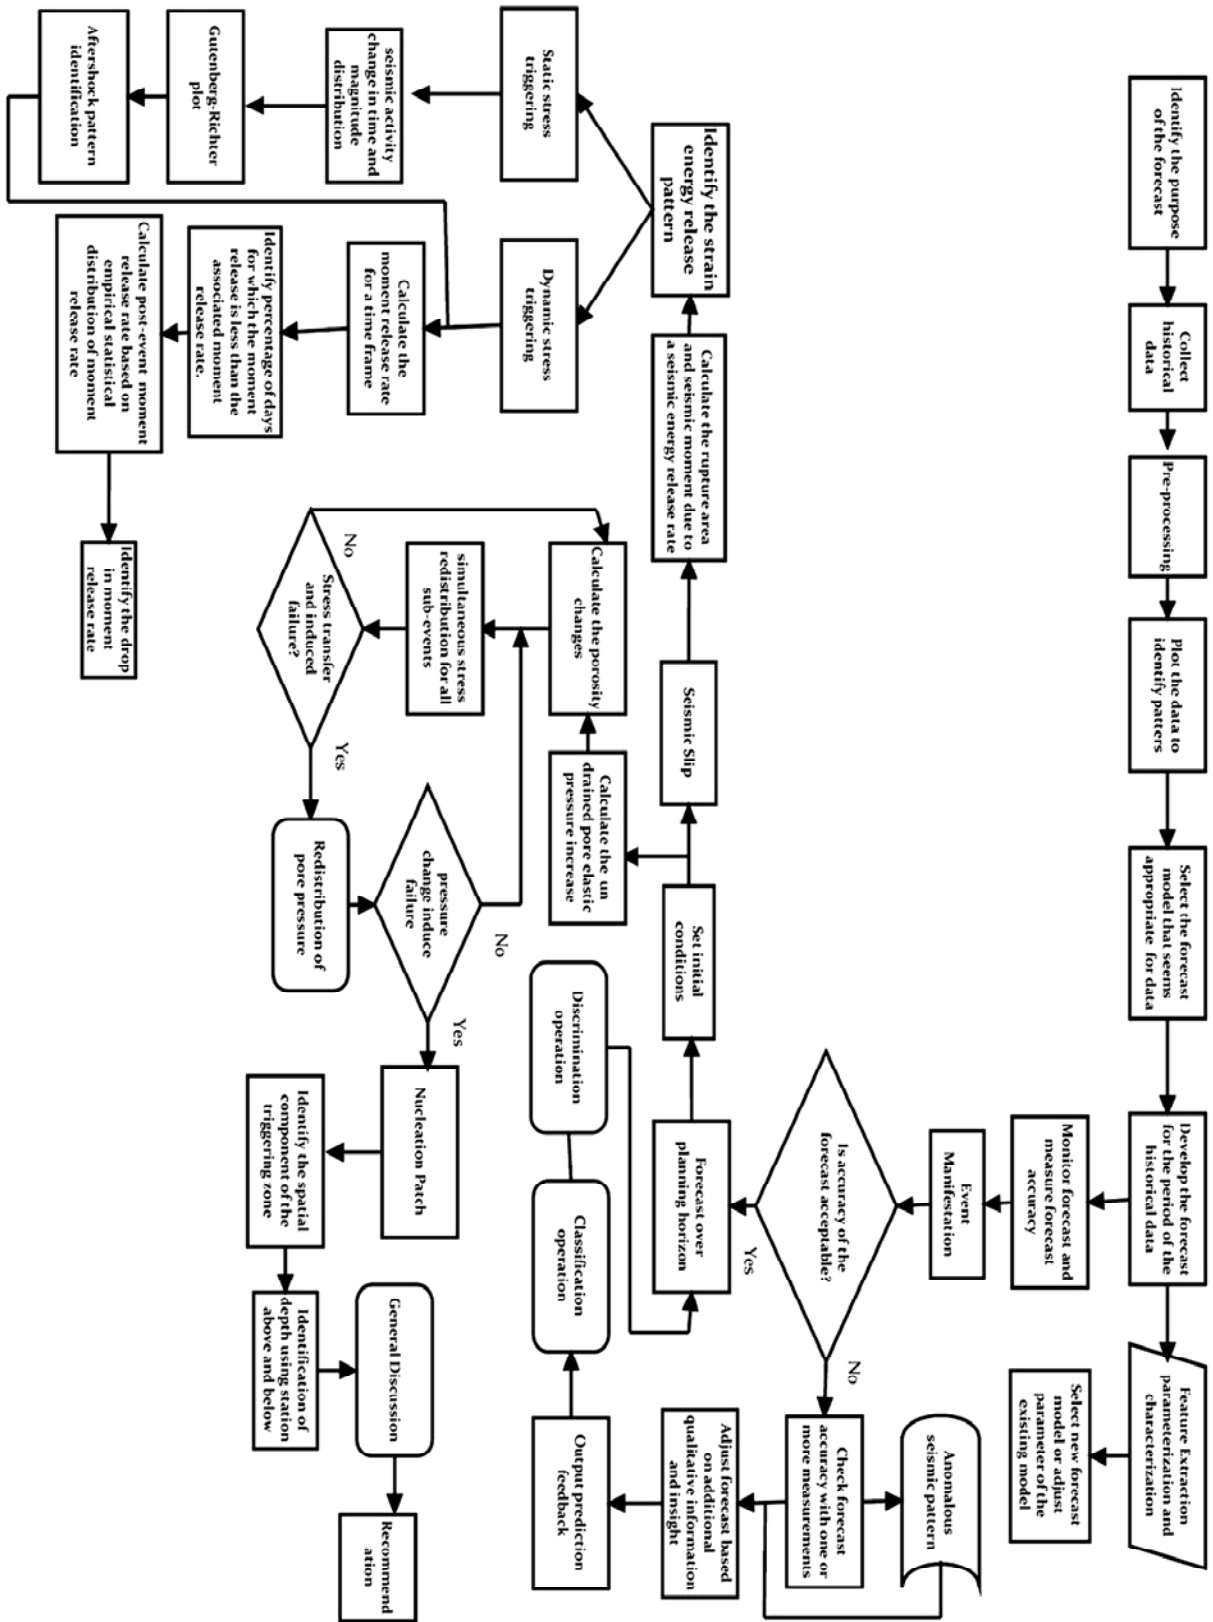 Identify the purpose
of the forecast
Collect
historical
data
Pre-processing
Plot the data to
identify patters
Select the forecast
model that seems
appropriate for data
Develop the forecast
for the period of the
historical data
Feature Extraction
parameterization and
characterization
Monitor forecast and
measure forecast
accuracy
Select new forecast
model or adjust
parameter of the
existing model
Event
Manifestation
Anomalous
seismic pattern
Is accuracy of the
forecast acceptable?
No
Check forecast
accuracy with one or
more measurements
Yes
Identify the strain
energy release
pattern
Calculate the rupture area
and seismic moment due to
a seismic energy release rate
Seismic Slip
Set initial
conditions
Forecast over
planning horizon
Adjust forecast based
on additional
qualitative information
and insight
Static stress
triggering
Dynamic stress
triggering
Calculate the porosity
changes
Calculate the un
drained pore elastic
pressure increase
Discrimination
operation
Classification
operation
Output prediction
feedback
No
seismic activity
change in time and
magnitude
distribution
Calculate the
moment release rate
for a time frame
simultaneous stress
redistribution for all
sub-events
pressure
change induce
failure
Yes
Nucleation Patch
General Discussion
Recommend
ation
Gutenberg-Richter
plot
Identify percentage of days
for which the moment
release is less than the
associated moment
release rate.
No
Stress transfer
and induced
failure?
Yes
Redistribution of
pore pressure
Identify the spatial
component of the
triggering zone
Identification of
depth using station
above and below
Aftershock pattern
identification
Calculate post-event moment
release rate based on
empirical statistical
distribution of moment
release rate
Identify the drop
in moment
release rate